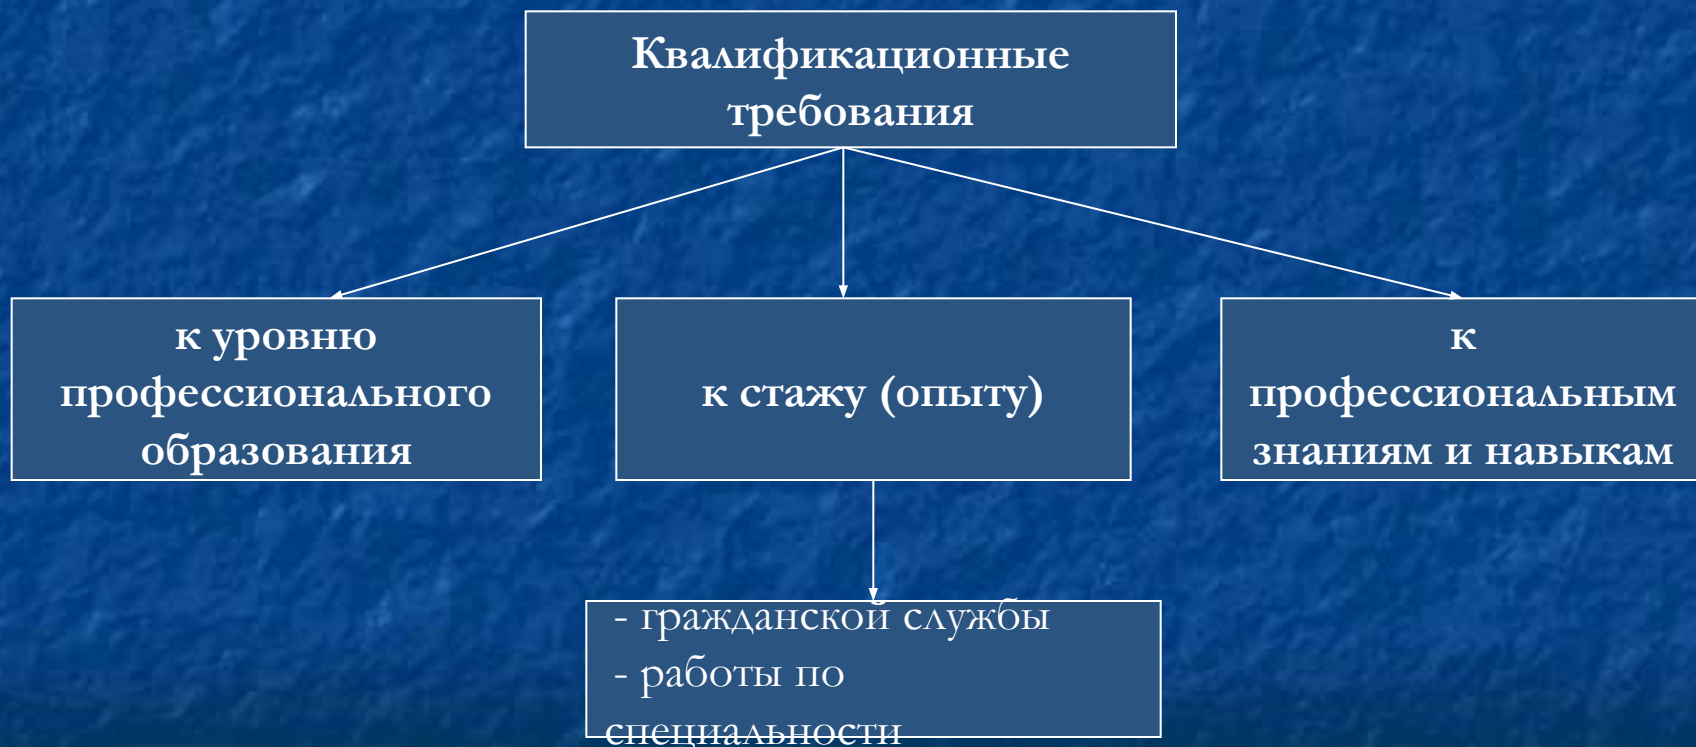 Квалификационные
требования
к уровню
профессионального
образования
к стажу (опыту)
к
профессиональным
знаниям и навыкам
- гражданской службы
- работы по
специальности